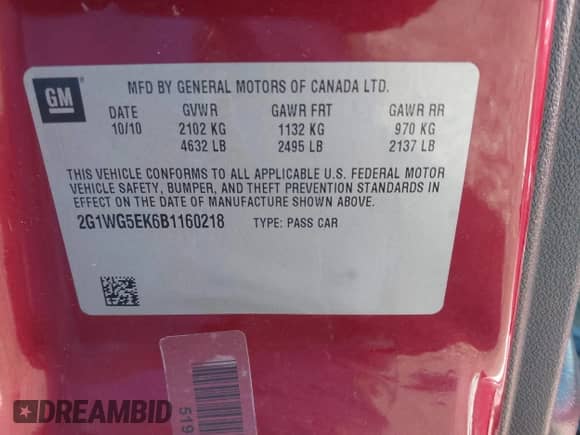 GM
MFD BY GENERAL MOTORS OF CANADA LTD.
DATE GVWR GAWR FRT GAWR RR
10/10 2102 KG 1132 KG 970 KG
4632 LB 2495 LB 2137 LB
THIS VEHICLE CONFORMS TO ALL APPLICABLE U.S. FEDERAL MOTOR
VEHICLE SAFETY, BUMPER, AND THEFT PREVENTION STANDARDS IN
EFFECT ON THE DATE OF MANUFACTURE SHOWN ABOVE.
2G1WG5EK6B1160218 TYPE: PASS CAR
519
DREAMBID